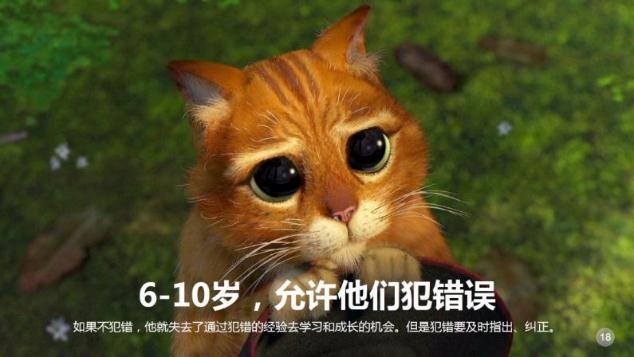 6-10岁，允许他们犯错误
如果不犯错，他就失去了通过犯错的经验去学习和成长的机会。但是犯错要及时指出、纠正。
18